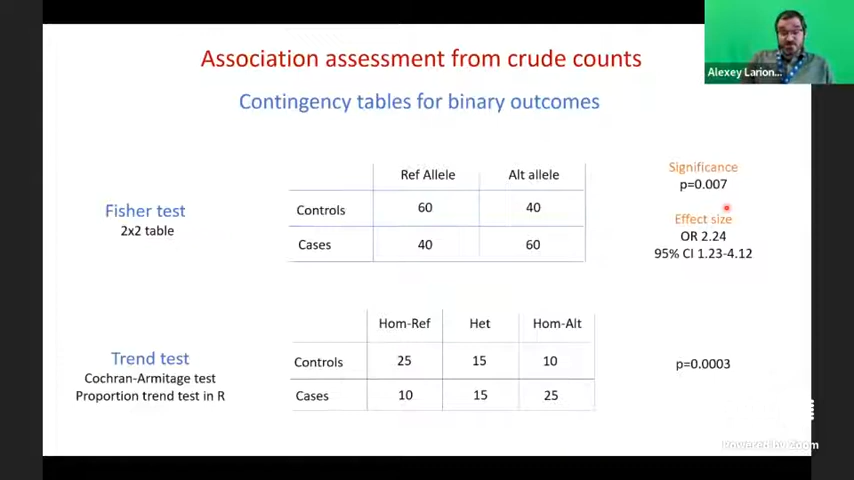 Association assessment from crude counts
Contingency tables for binary outcomes
Alexey Larion...
Ref Allele Alt allele
Controls 60 40
Cases 40 60
Fisher test
2x2 table
Significance
p=0.007
Effect size
OR 2.24
95% CI 1.23-4.12
Hom-Ref Het Hom-Alt
Controls 25 15 10
Cases 10 15 25
Trend test
Cochran-Armitage test
Proportion trend test in R
p=0.0003
Powered by Zoom